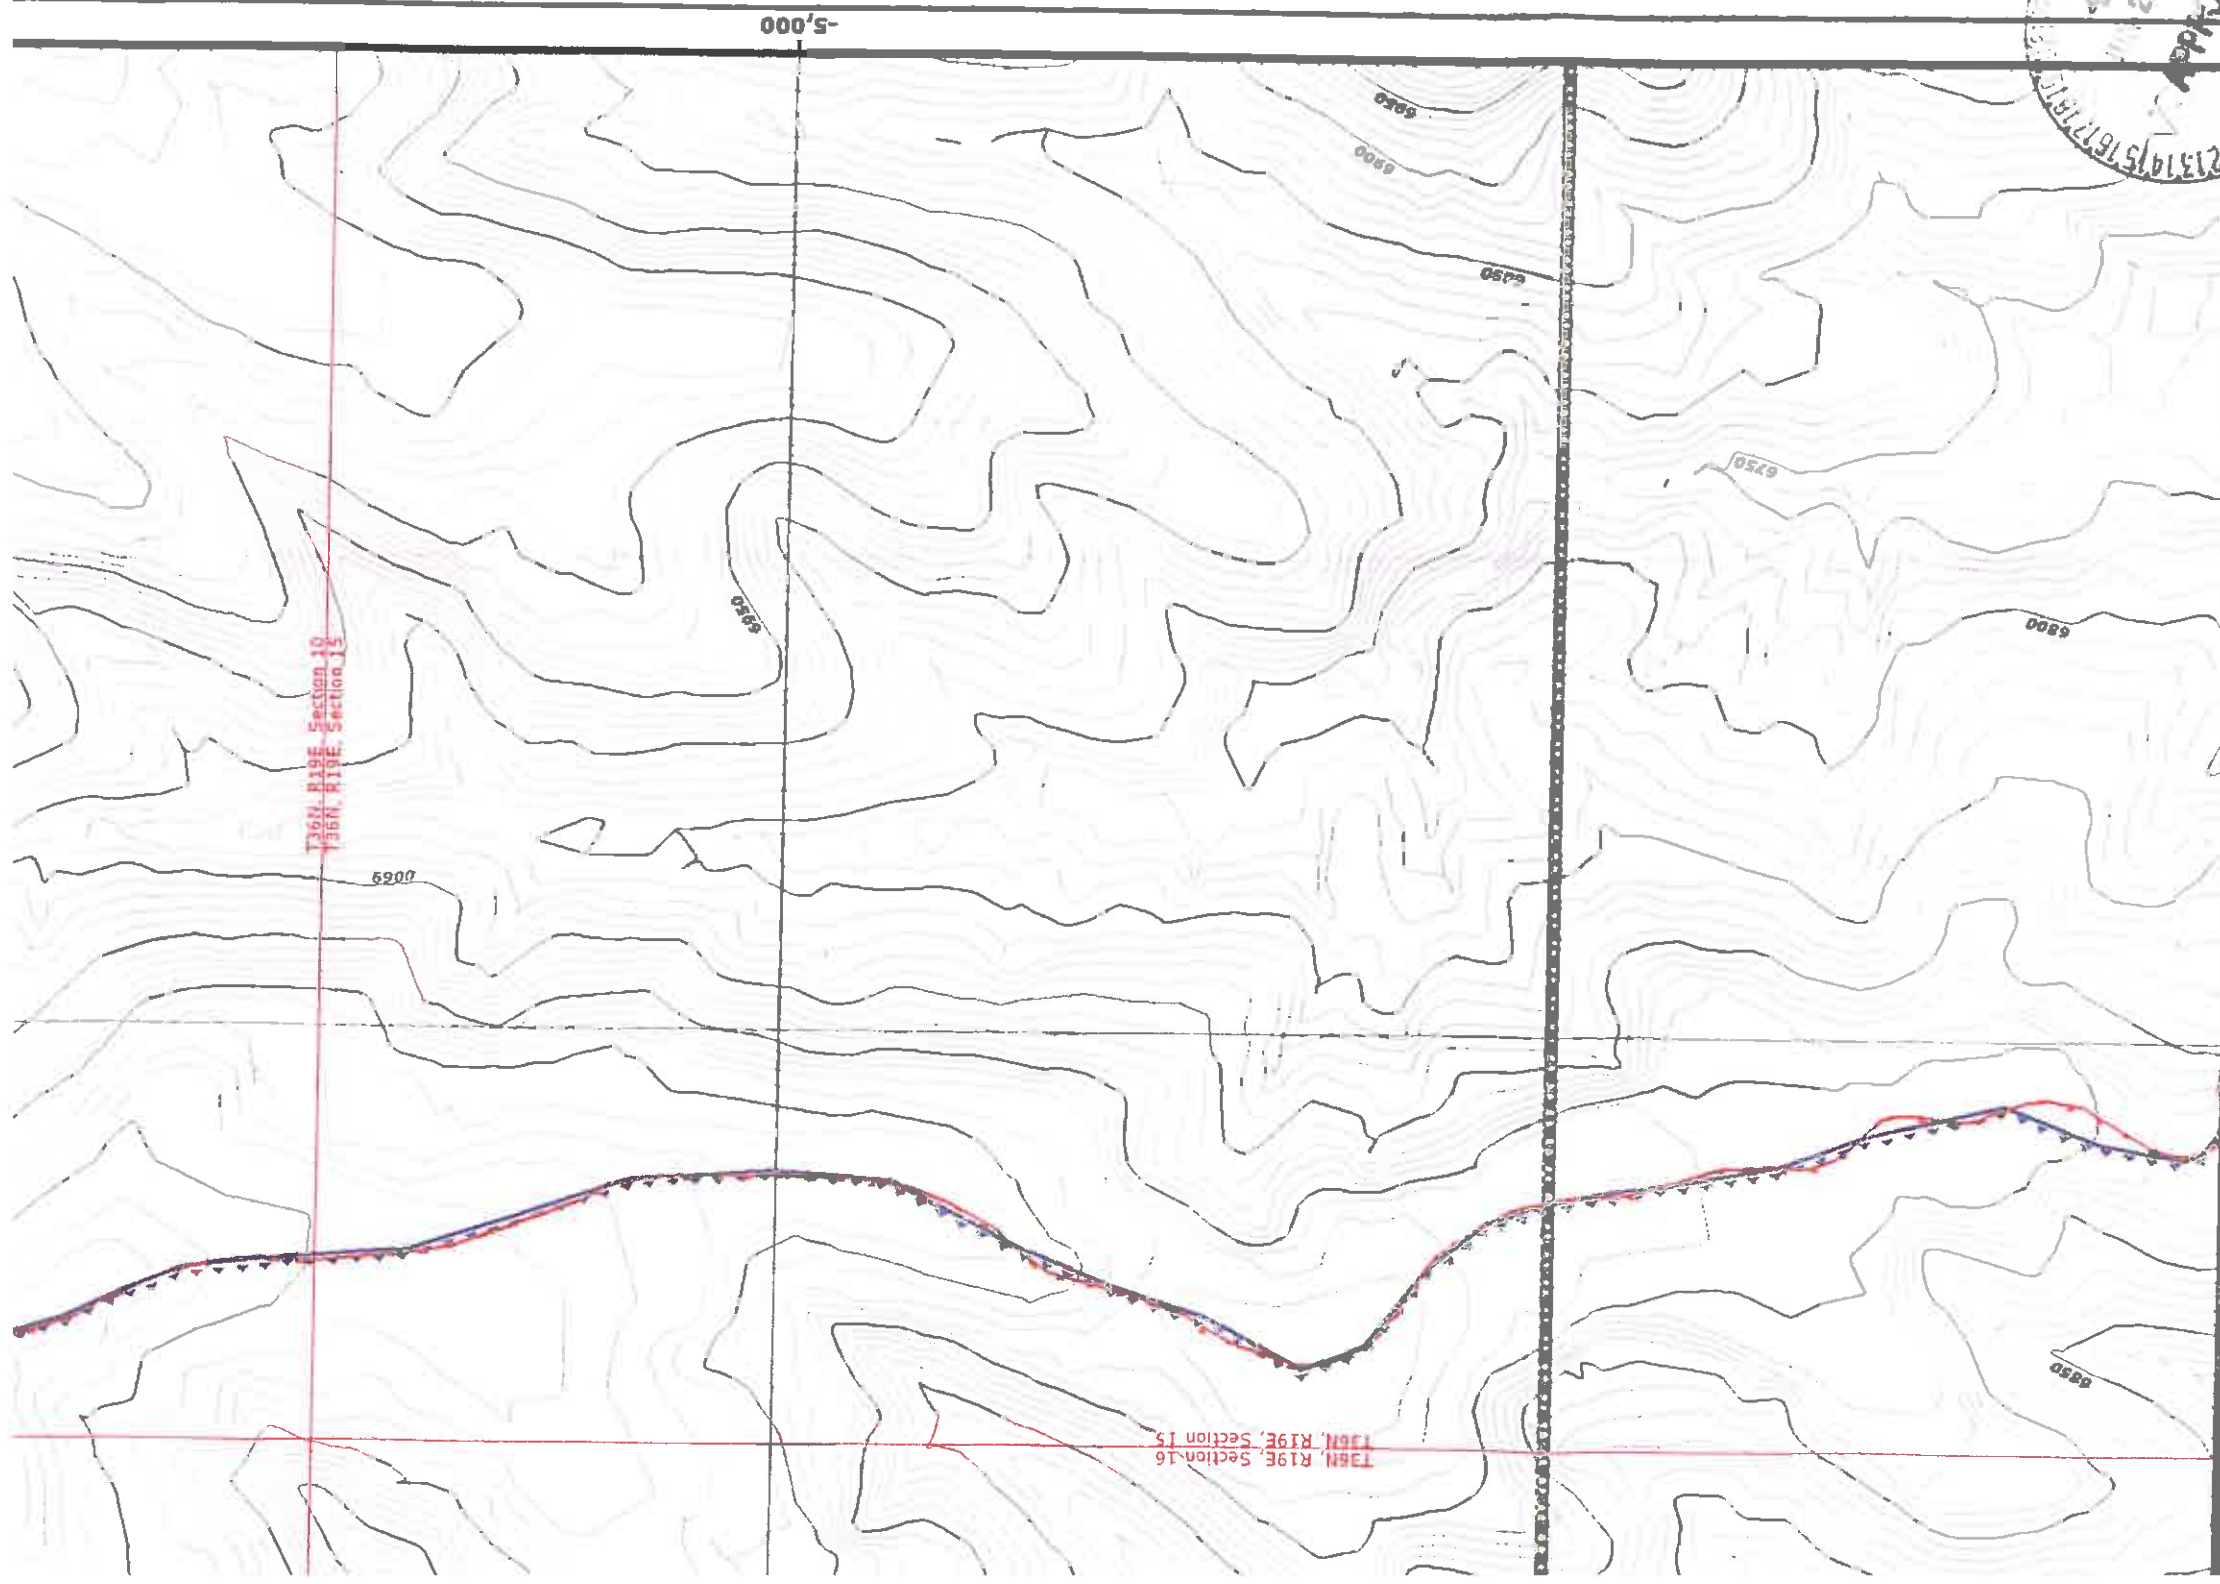 -5,000
6950
6900
6850
6750
6950
6800
T36N, R19E, Section 10
T36N, R19E, Section 15
6900
T36N, R19E, Section 15
T36N, R19E, Section 16
6850